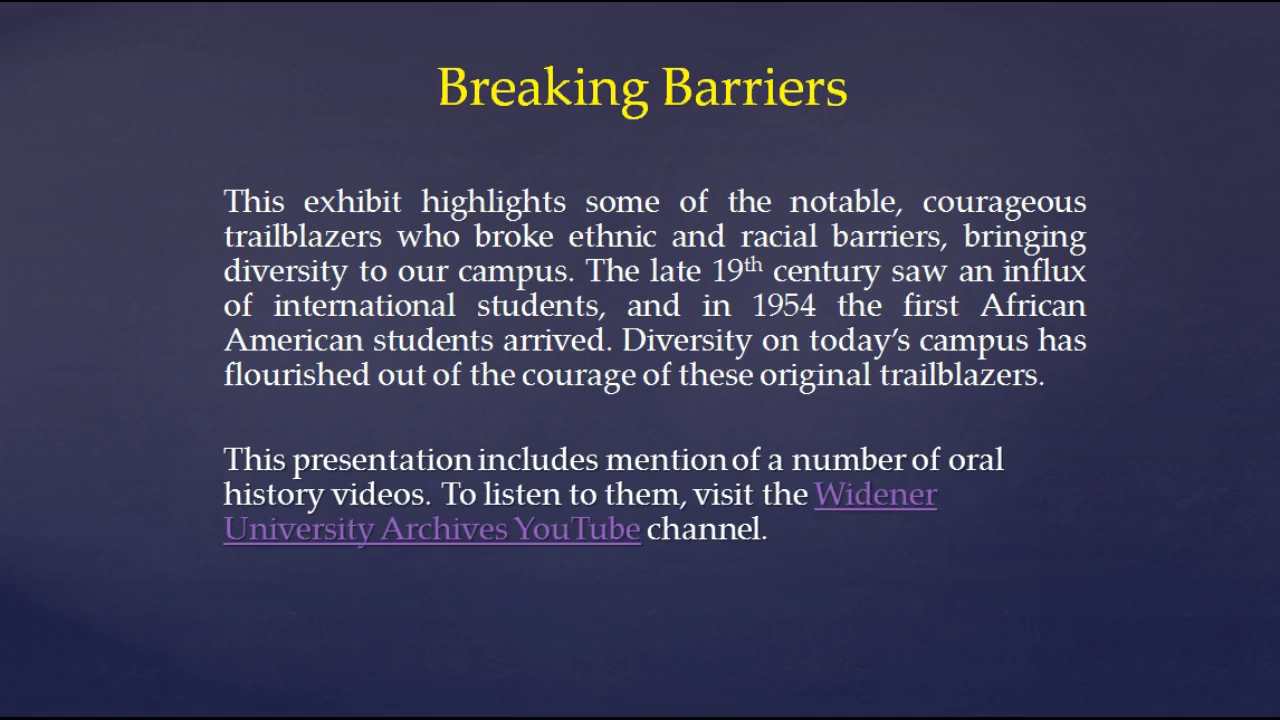 Breaking Barriers
This exhibit highlights some of the notable, courageous
trailblazers who broke ethnic and racial barriers, bringing
diversity to our campus. The late 19th century saw an influx
of international students, and in 1954 the first African
American students arrived. Diversity on today’s campus has
flourished out of the courage of these original trailblazers.
This presentation includes mention of a number of oral
history videos. To listen to them, visit the Widener
University Archives YouTube channel.